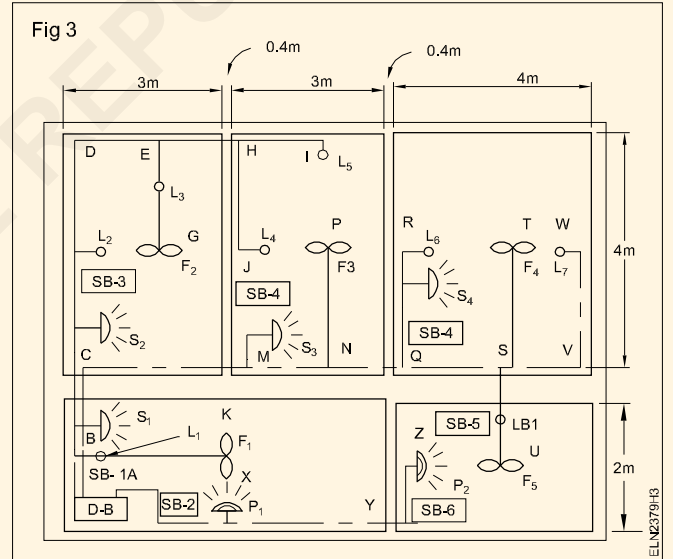 Fig 3
0.4m
0.4m
3m
3m
4m
D
E
H
I
L5
L3
L2
G
F2
L4
J
P
F3
R
L6
T
F4
W
L7
4m
SB-3
SB-4
S4
S2
S3
SB-4
C
M
N
Q
S
V
B
S1
L1
K
F1
SB- 1A
X
Z
SB-5
LB1
U
F5
2m
D-B
SB-2
P1
Y
P2
SB-6
ELN2379H3